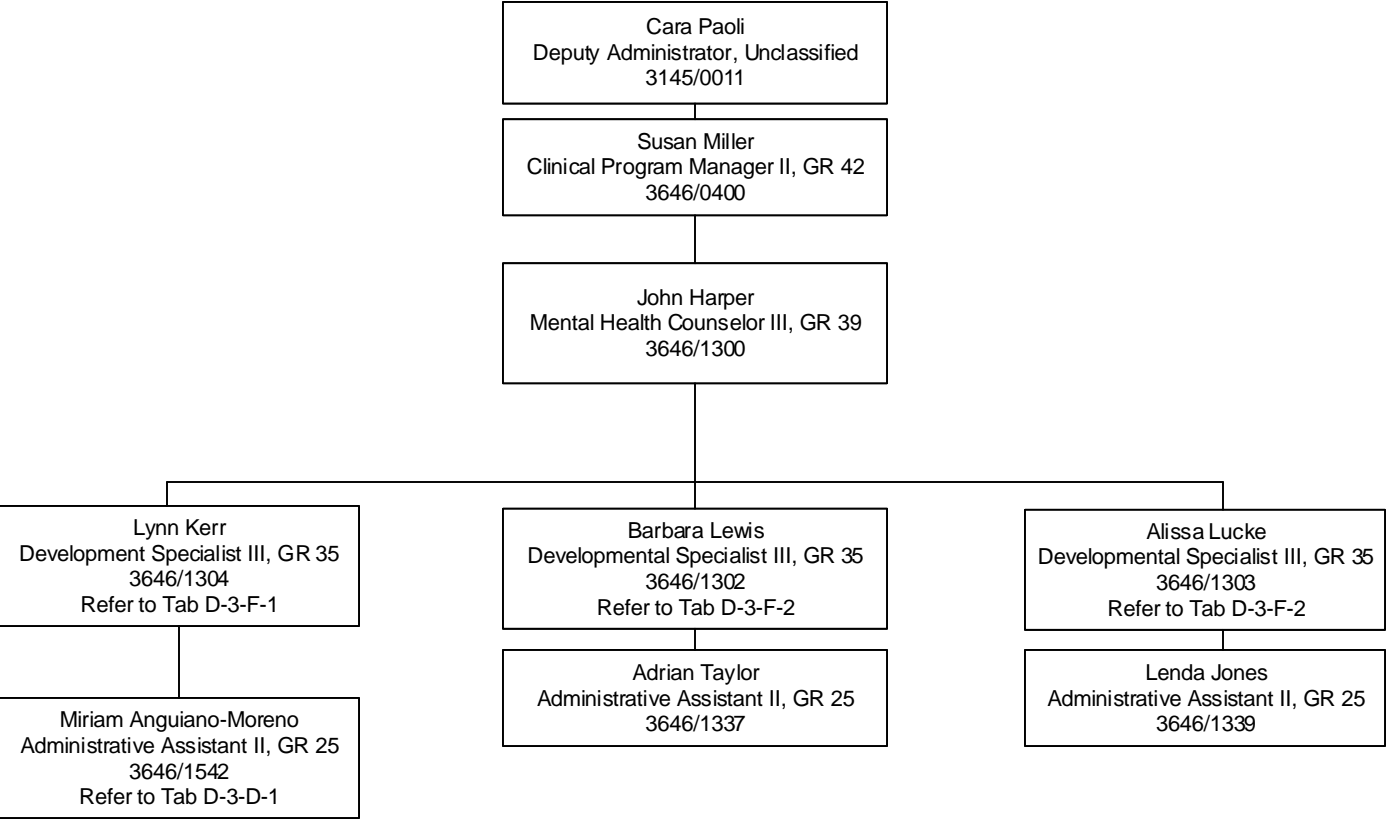 Cara Paoli
Deputy Administrator, Unclassified
3145/0011
Susan Miller
Clinical Program Manager II, GR 42
3646/0400
John Harper
Mental Health Counselor III, GR 39
3646/1300
Lynn Kerr
Development Specialist III, GR 35
3646/1304
Refer to Tab D-3-F-1
Barbara Lewis
Developmental Specialist III, GR 35
3646/1302
Refer to Tab D-3-F-2
Alissa Lucke
Developmental Specialist III, GR 35
3646/1303
Refer to Tab D-3-F-2
Miriam Anguiano-Moreno
Administrative Assistant II, GR 25
3646/1542
Refer to Tab D-3-D-1
Adrian Taylor
Administrative Assistant II, GR 25
3646/1337
Lenda Jones
Administrative Assistant II, GR 25
3646/1339